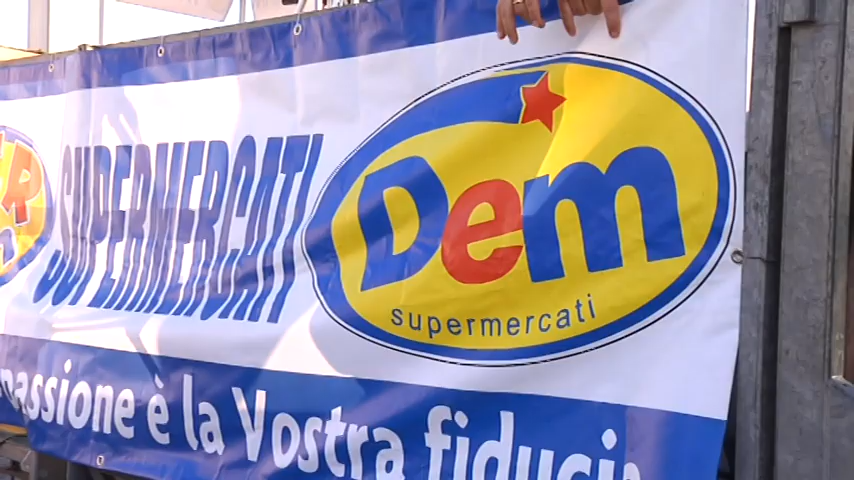 SUPERMERCATI
Dem
supermercati
passione è la Vostra fiducia